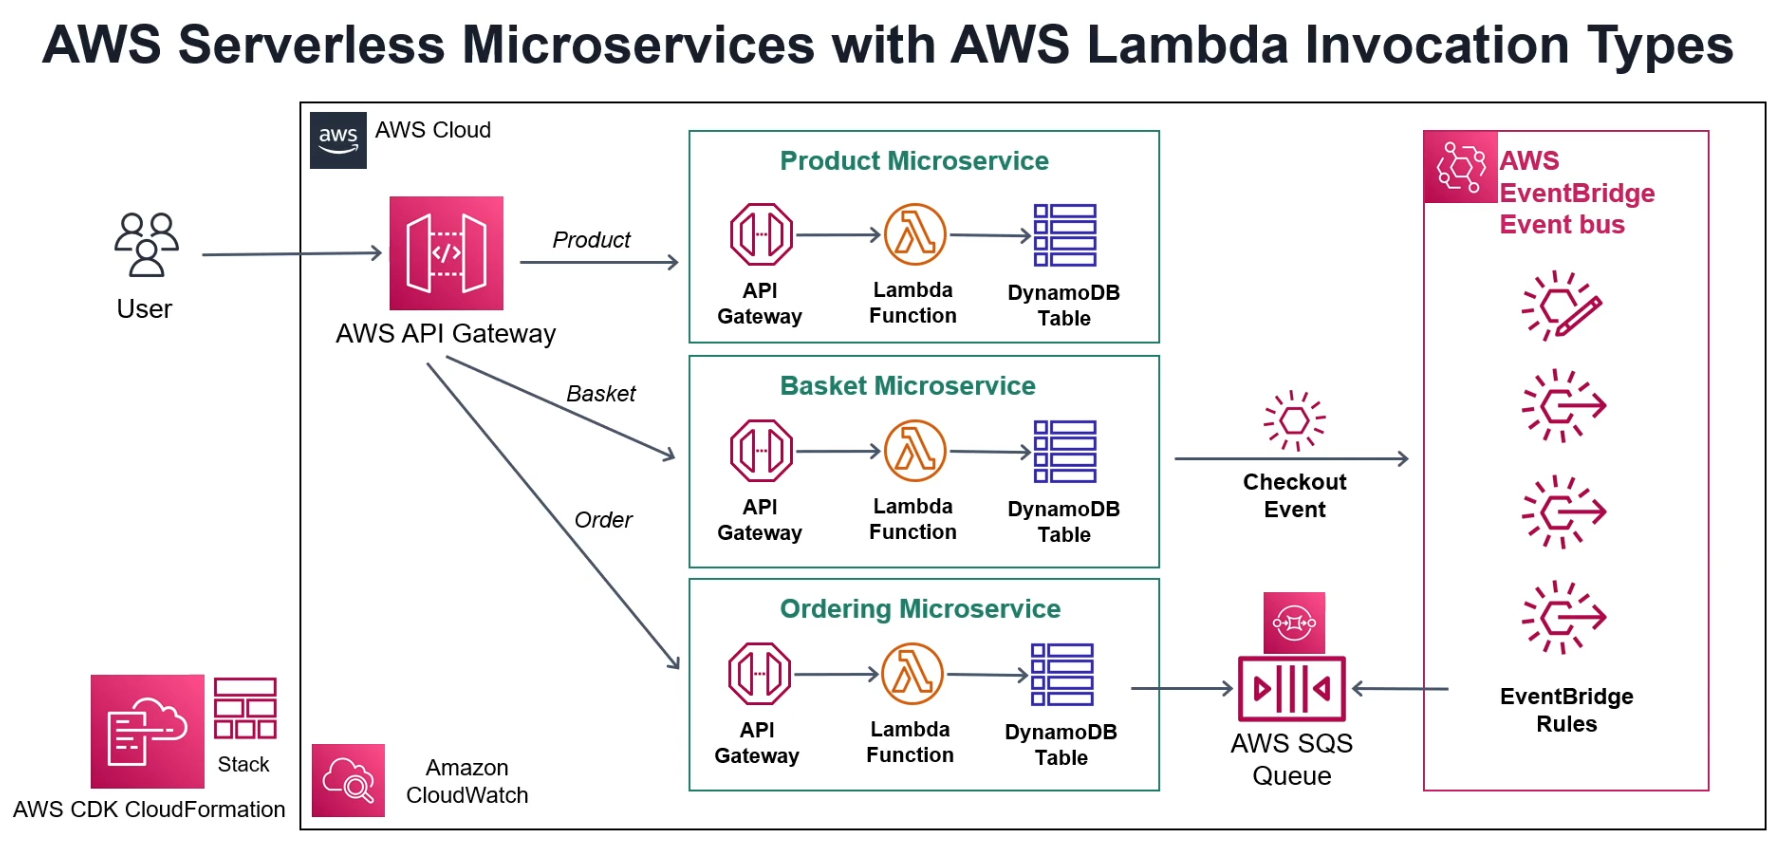 AWS Serverless Microservices with AWS Lambda Invocation Types
aws
AWS Cloud
User
</>
AWS API Gateway
Product
Basket
Order
Product Microservice
API
Gateway
Lambda
Function
DynamoDB
Table
Basket Microservice
API
Gateway
Lambda
Function
DynamoDB
Table
Ordering Microservice
API
Gateway
Lambda
Function
DynamoDB
Table
Checkout
Event
AWS SQS
Queue
AWS
EventBridge
Event bus
EventBridge
Rules
Stack
AWS CDK CloudFormation
Amazon
CloudWatch